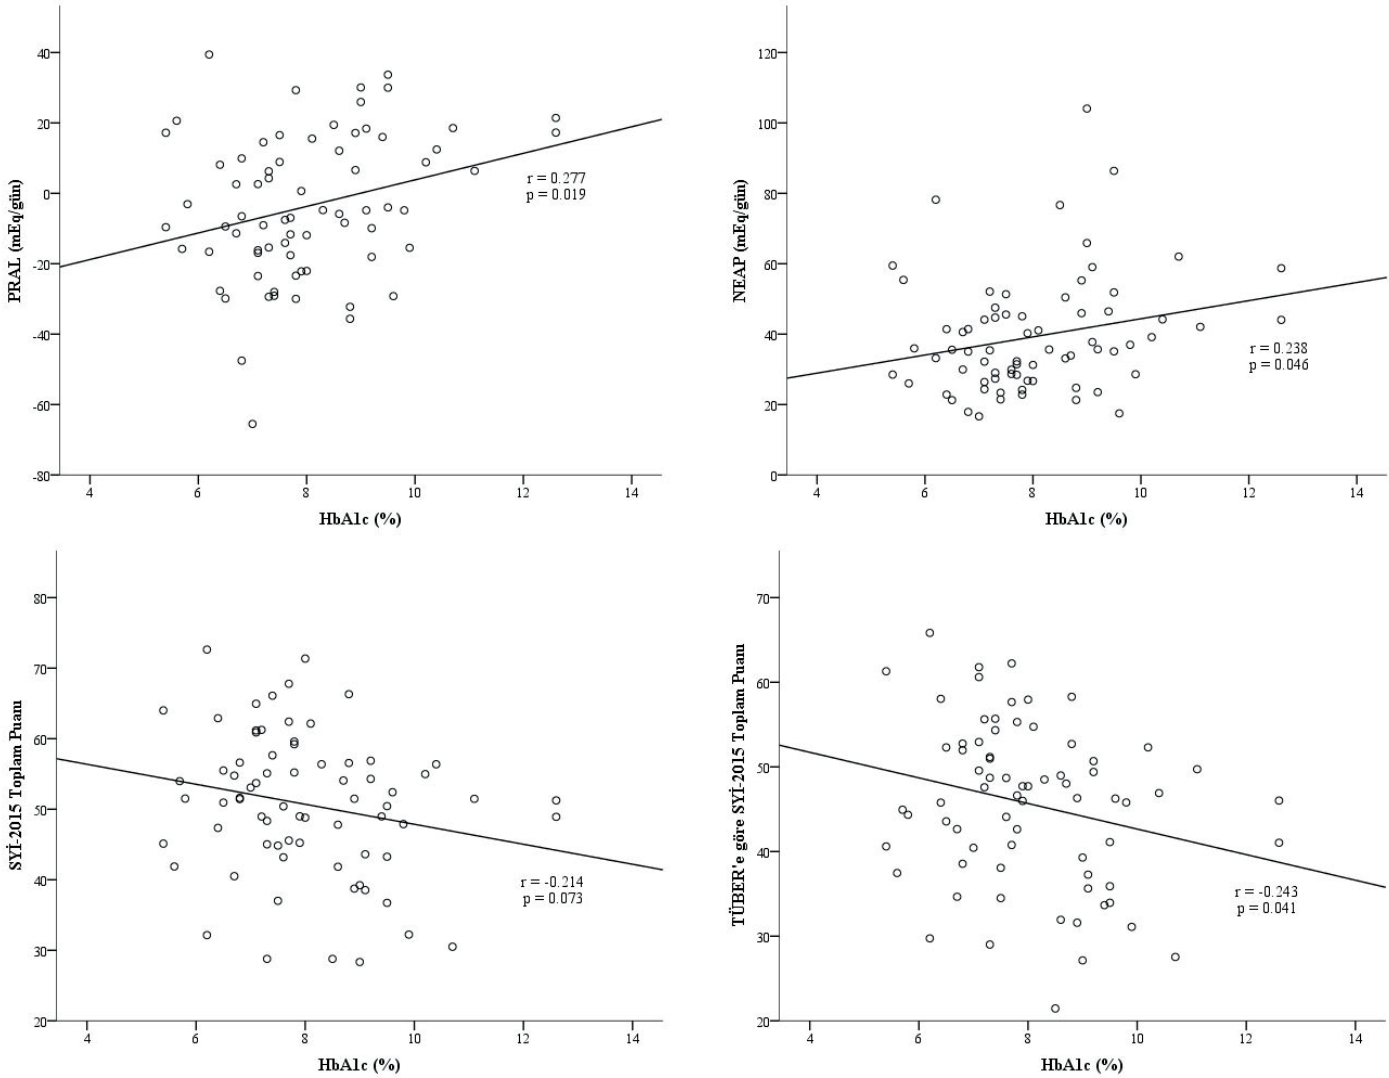 40
20
0
-20
-40
-60
-80
PRAL (mEq/gün)
r = 0.277
p = 0.019
4 6 8 10 12 14
HbA1c (%)
120
100
80
60
40
20
0
NEAP (mEq/gün)
r = 0.238
p = 0.046
4 6 8 10 12 14
HbA1c (%)
80
70
60
50
40
30
20
SYİ-2015 Toplam Puanı
r = -0.214
p = 0.073
4 6 8 10 12 14
HbA1c (%)
70
60
50
40
30
20
TÜBER'e göre SYİ-2015 Toplam Puanı
r = -0.243
p = 0.041
4 6 8 10 12 14
HbA1c (%)